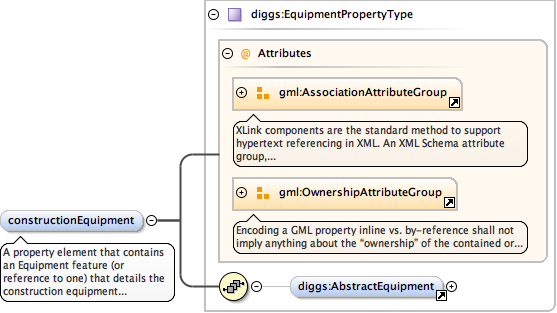 diggs:EquipmentPropertyType
@ Attributes
gml:AssociationAttributeGroup
XLink components are the standard method to support
hypertext referencing in XML. An XML Schema attribute
group,...
gml:OwnershipAttributeGroup
Encoding a GML property inline vs. by-reference shall not
imply anything about the “ownership” of the contained or...
constructionEquipment
A property element that contains
an Equipment feature (or
reference to one) that details the
construction equipment...
diggs:AbstractEquipment